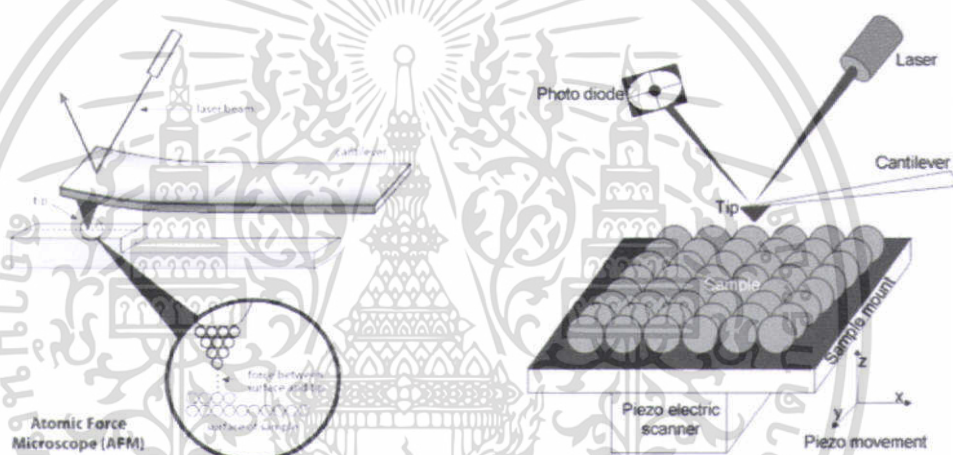 laser beam
cantilever
tip
force between
surface and tip
surface of sample
Atomic Force
Microscope (AFM)
Photo diode
Laser
Cantilever
Tip
Sample
Sample mount
Piezo electric
scanner
z
x
y
Piezo movement